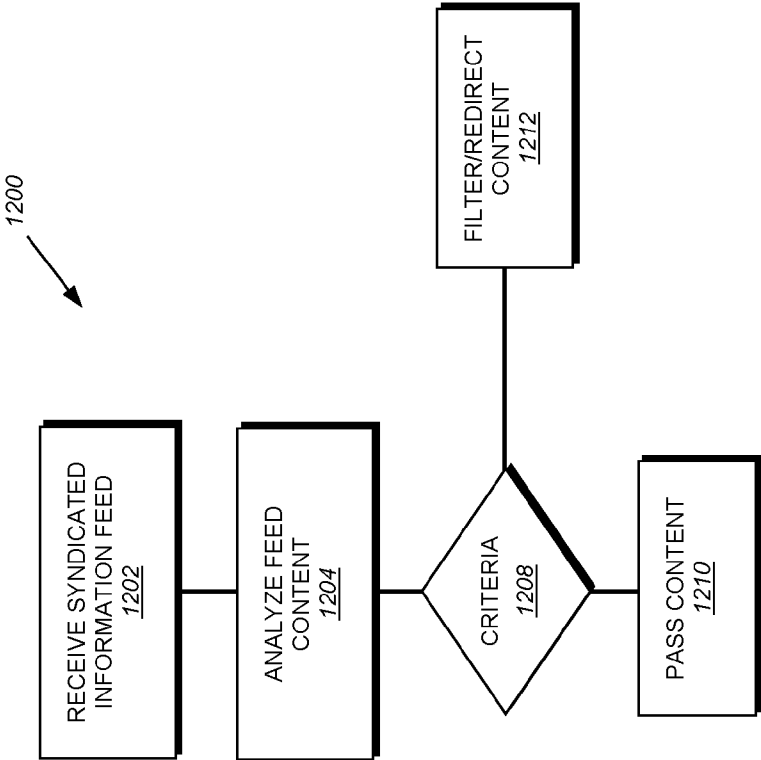 1200
RECEIVE SYNDICATED
INFORMATION FEED
1202
ANALYZE FEED
CONTENT
1204
CRITERIA
1208
FILTER/REDIRECT
CONTENT
1212
PASS CONTENT
1210